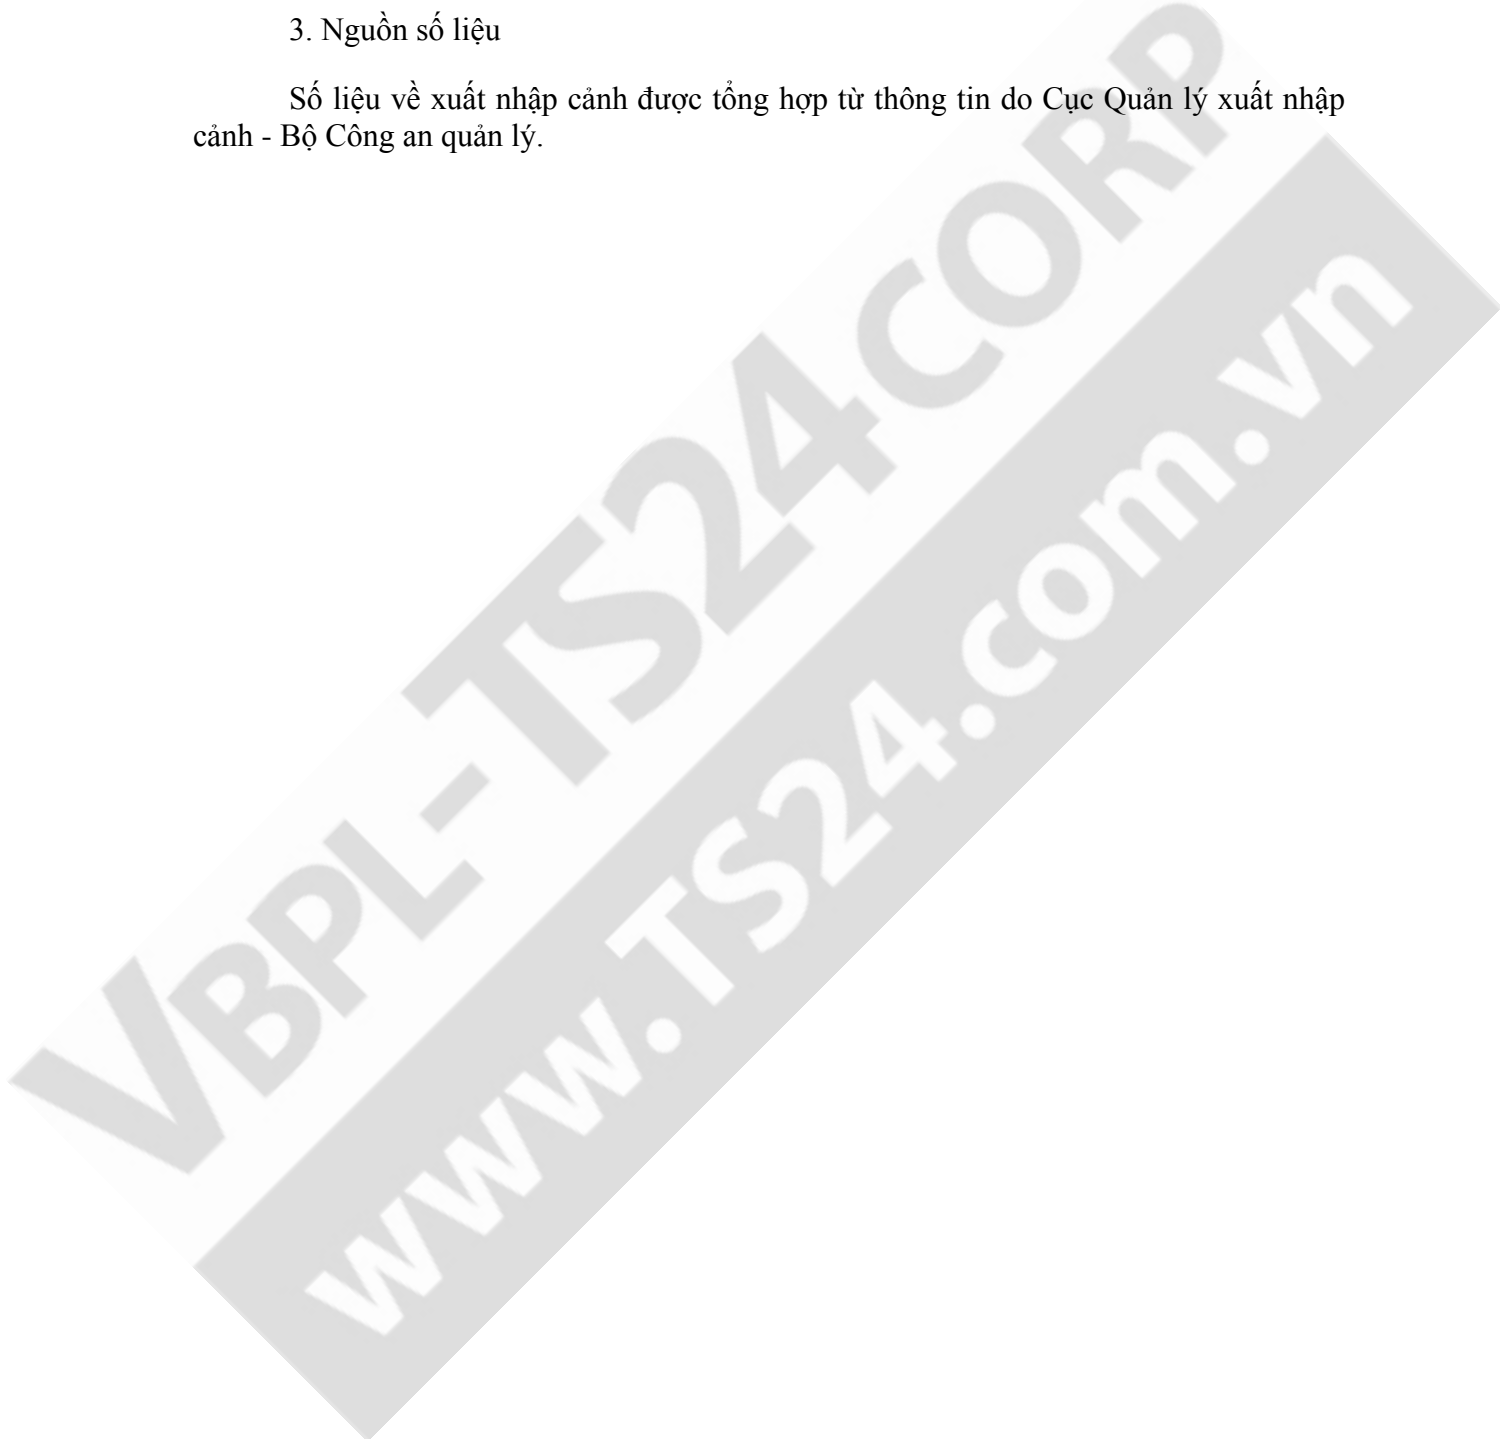 3. Nguồn số liệu
Số liệu về xuất nhập cảnh được tổng hợp từ thông tin do Cục Quản lý xuất nhập
cảnh - Bộ Công an quản lý.
VBPL-TS24CORP
www.TS24.com.vn